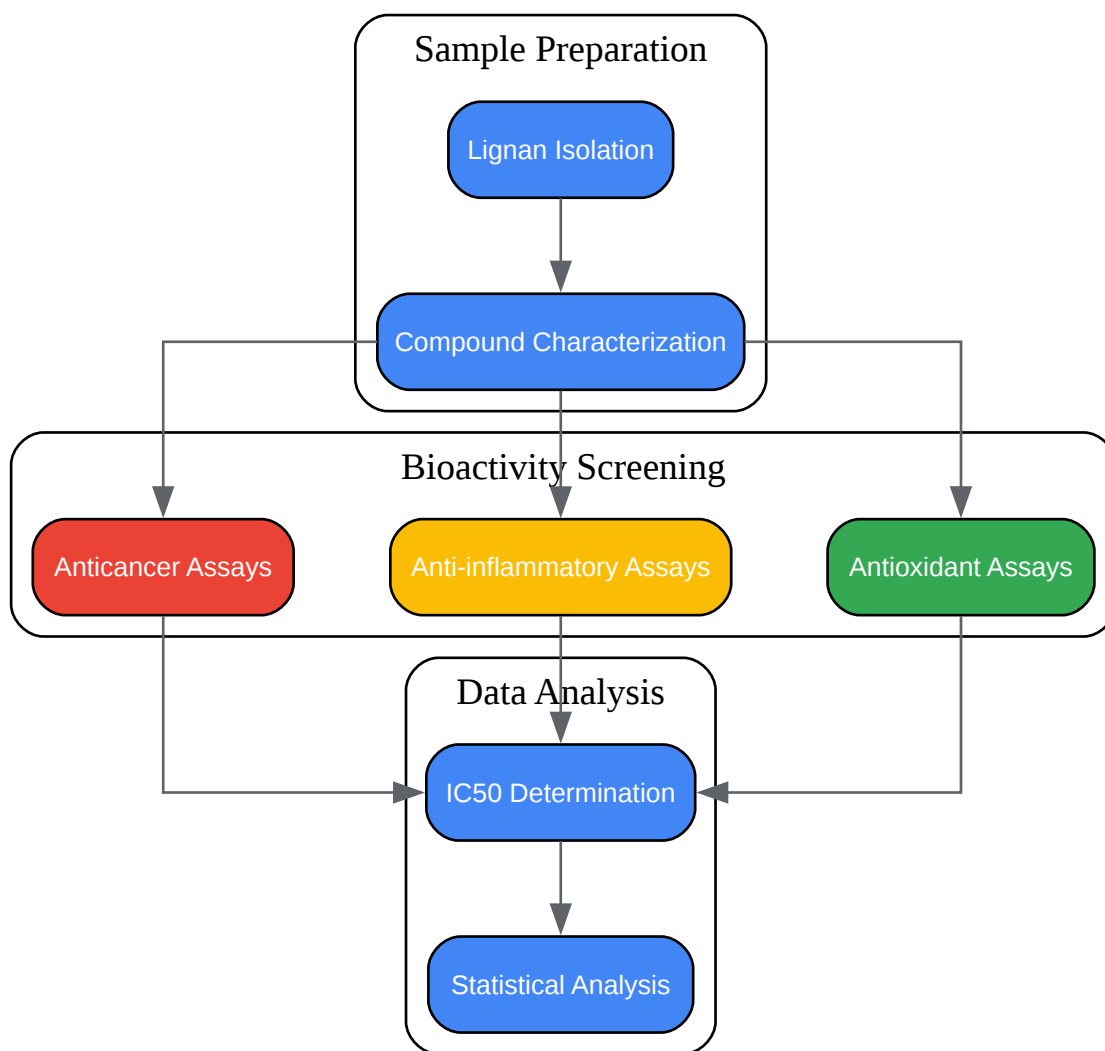 Sample Preparation
Lignan Isolation
Compound Characterization
Bioactivity Screening
Anticancer Assays
Anti-inflammatory Assays
Antioxidant Assays
Data Analysis
IC50 Determination
Statistical Analysis